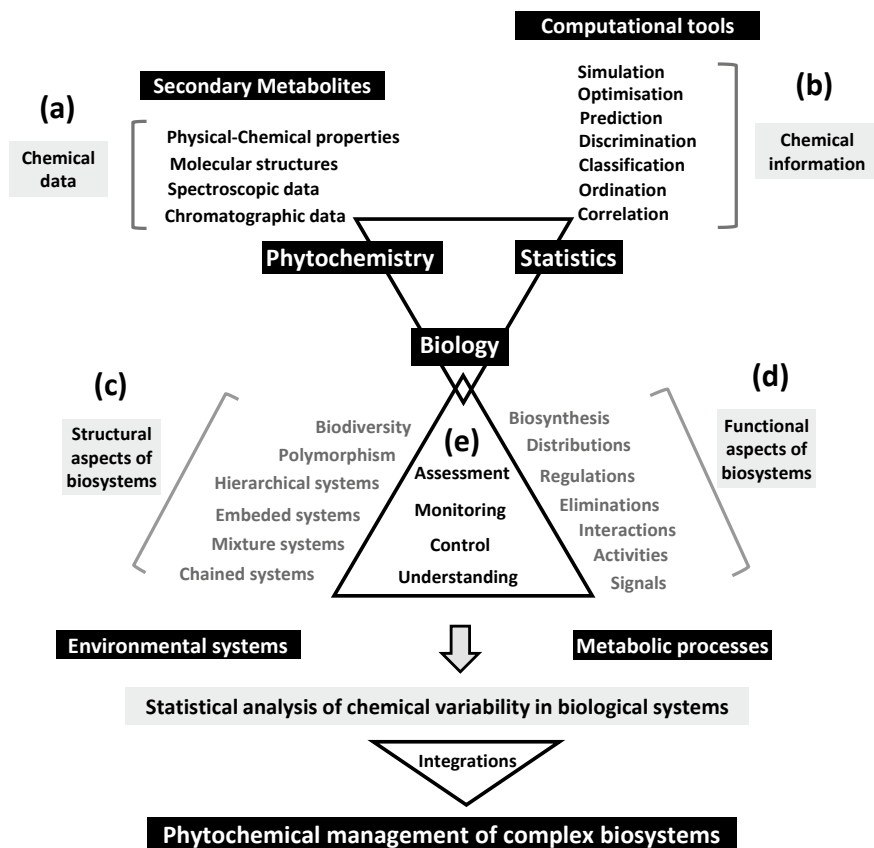 Computational tools
Secondary Metabolites
(a)
Chemical
data
Physical-Chemical properties
Molecular structures
Spectroscopic data
Chromatographic data
Simulation
Optimisation
Prediction
Discrimination
Classification
Ordination
Correlation
(b)
Chemical
information
Phytochemistry
Statistics
Biology
(c)
Structural
aspects of
biosystems
Biodiversity
Polymorphism
Hierarchical systems
Embeded systems
Mixture systems
Chained systems
(e)
Assessment
Monitoring
Control
Understanding
Biosynthesis
Distributions
Regulations
Eliminations
Interactions
Activities
Signals
(d)
Functional
aspects of
biosystems
Environmental systems
Metabolic processes
Statistical analysis of chemical variability in biological systems
Integrations
Phytochemical management of complex biosystems